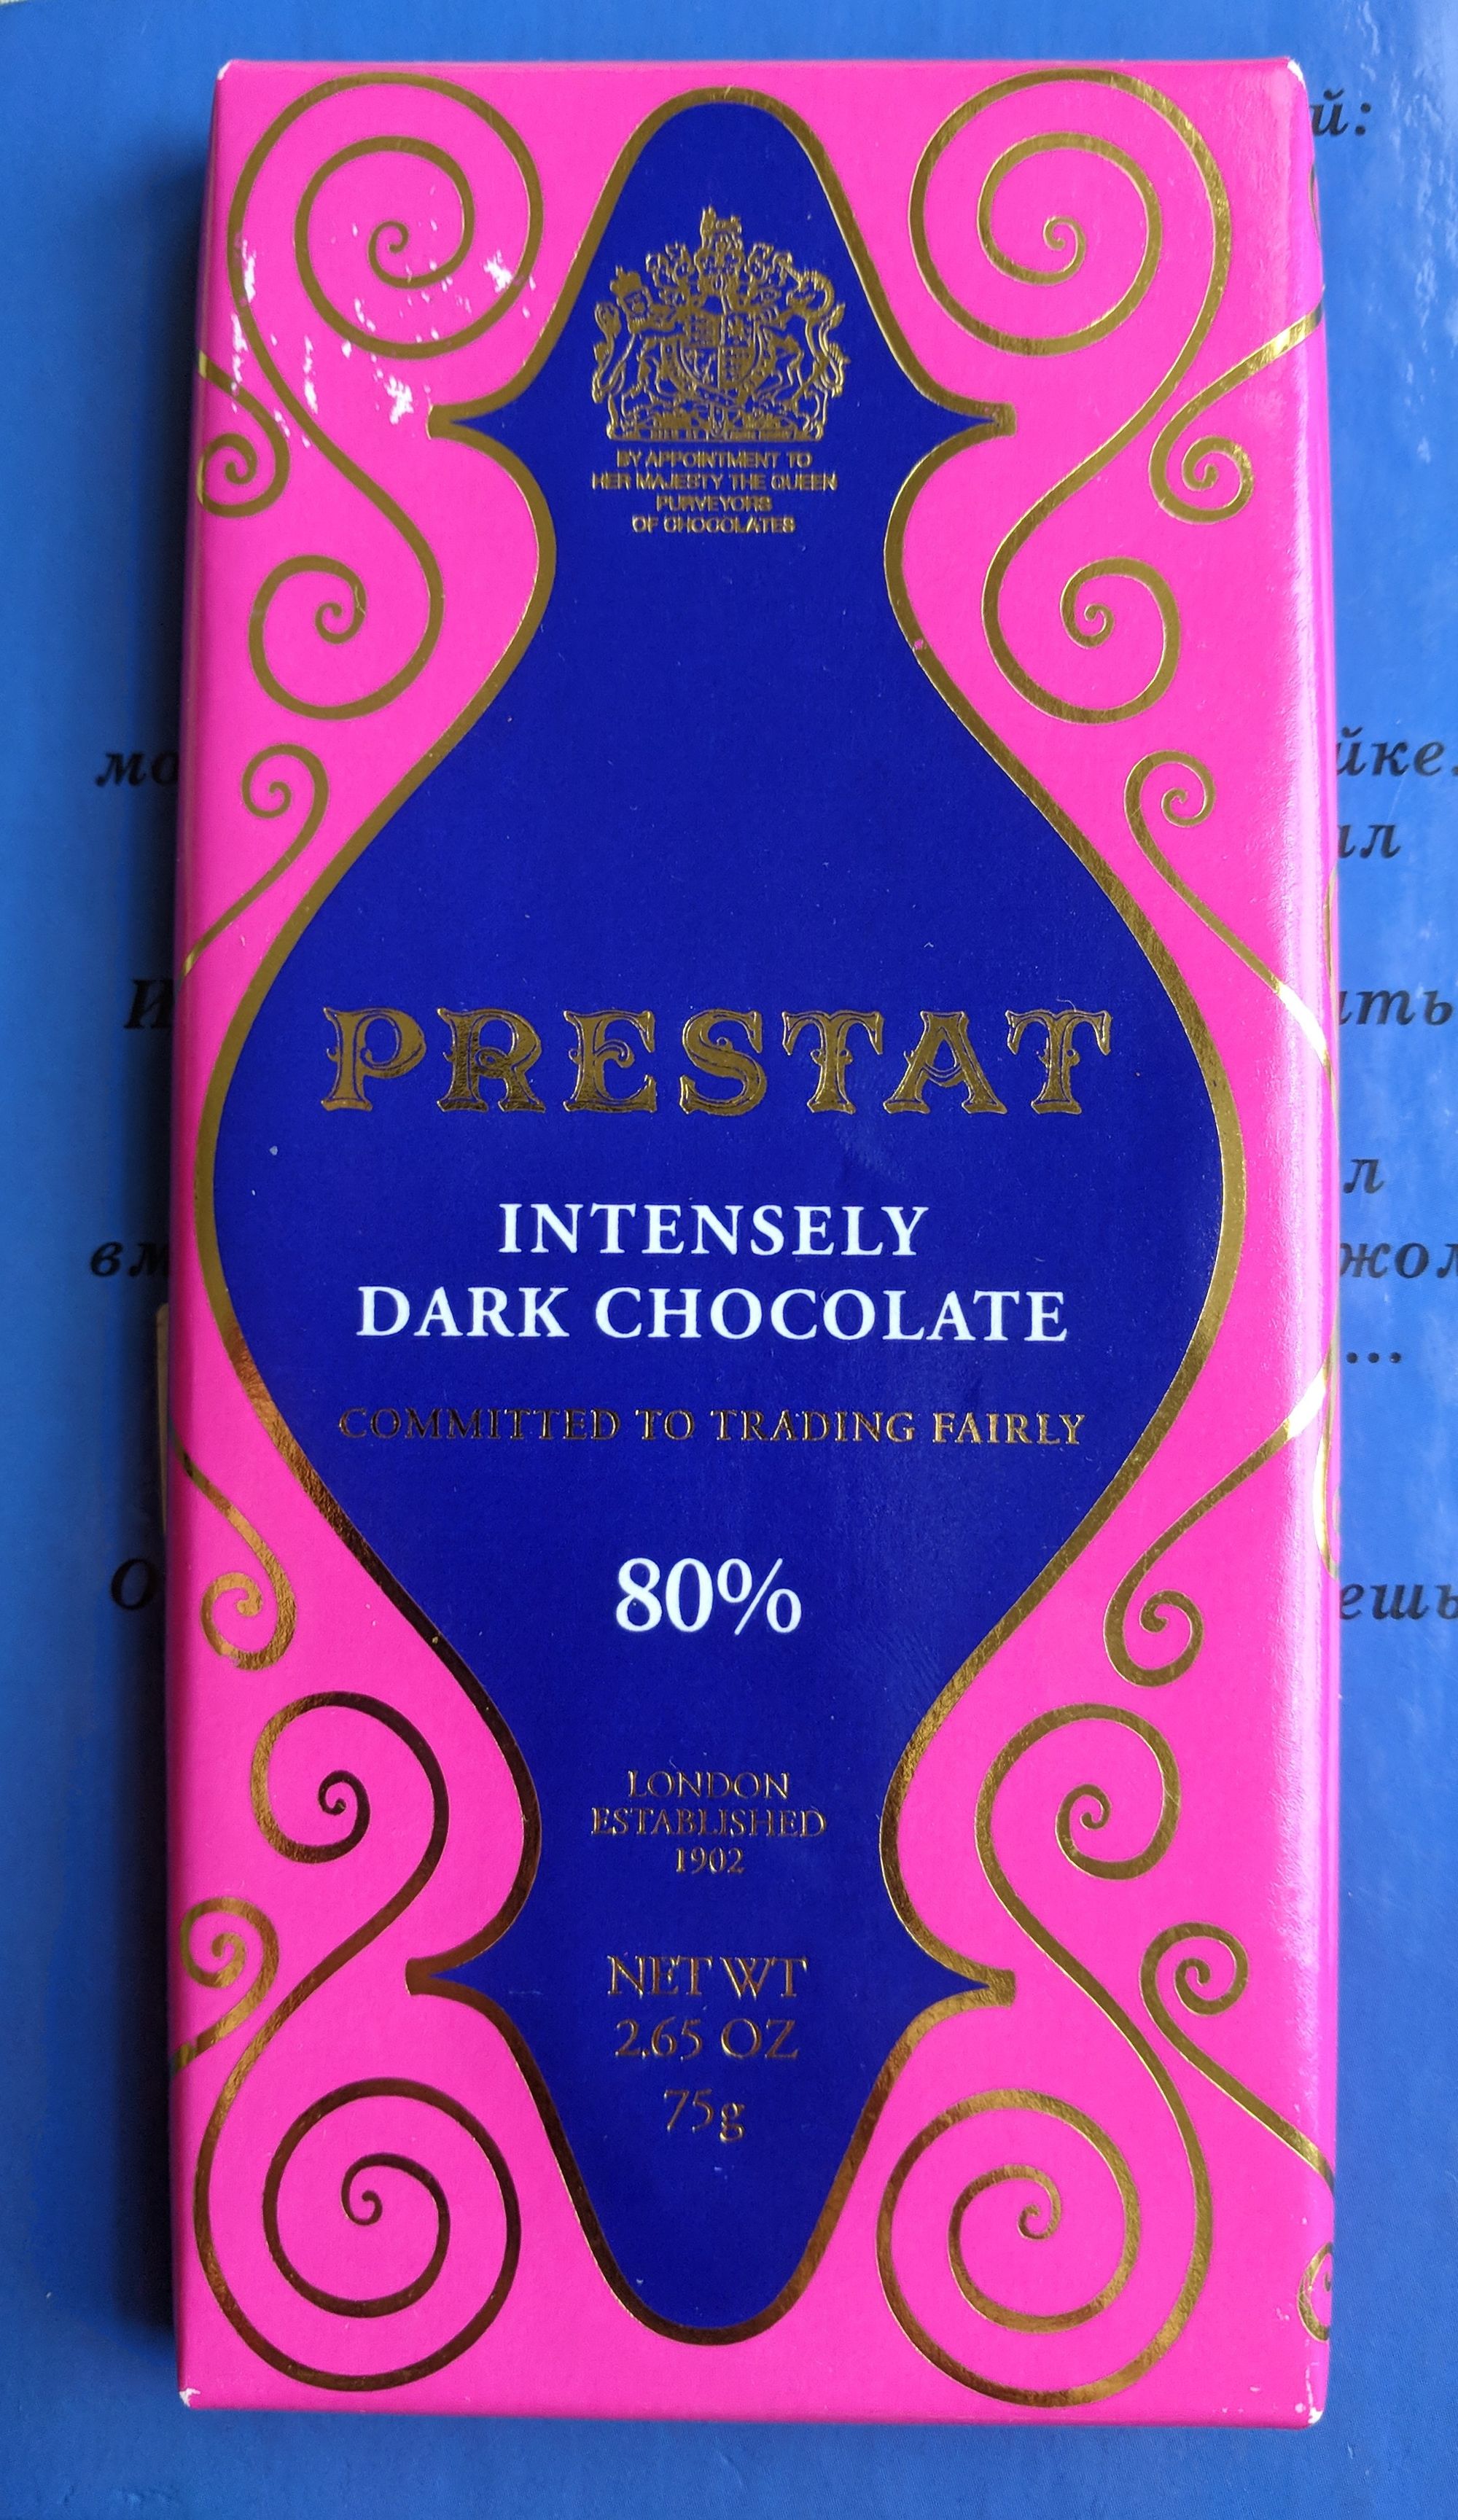 BY APPOINTMENT TO
HER MAJESTY THE QUEEN
PURVEYORS
OF CHOCOLATES
PRESTAT
INTENSELY
DARK CHOCOLATE
COMMITTED TO TRADING FAIRLY
80%
LONDON
ESTABLISHED
1902
NET WT
2.65 OZ
75g